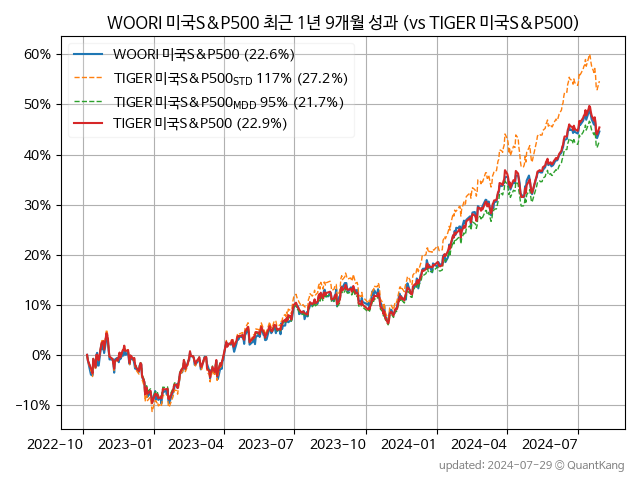 WOORI 미국S&P500 최근 1년 9개월 성과 (vs TIGER 미국S&P500)
WOORI 미국S&P500 (22.6%)
TIGER 미국S&P500STD 117% (27.2%)
TIGER 미국S&P500MDD 95% (21.7%)
TIGER 미국S&P500 (22.9%)
60%
50%
40%
30%
20%
10%
0%
−10%
2022-10 2023-01 2023-04 2023-07 2023-10 2024-01 2024-04 2024-07
updated: 2024-07-29 © QuantKang